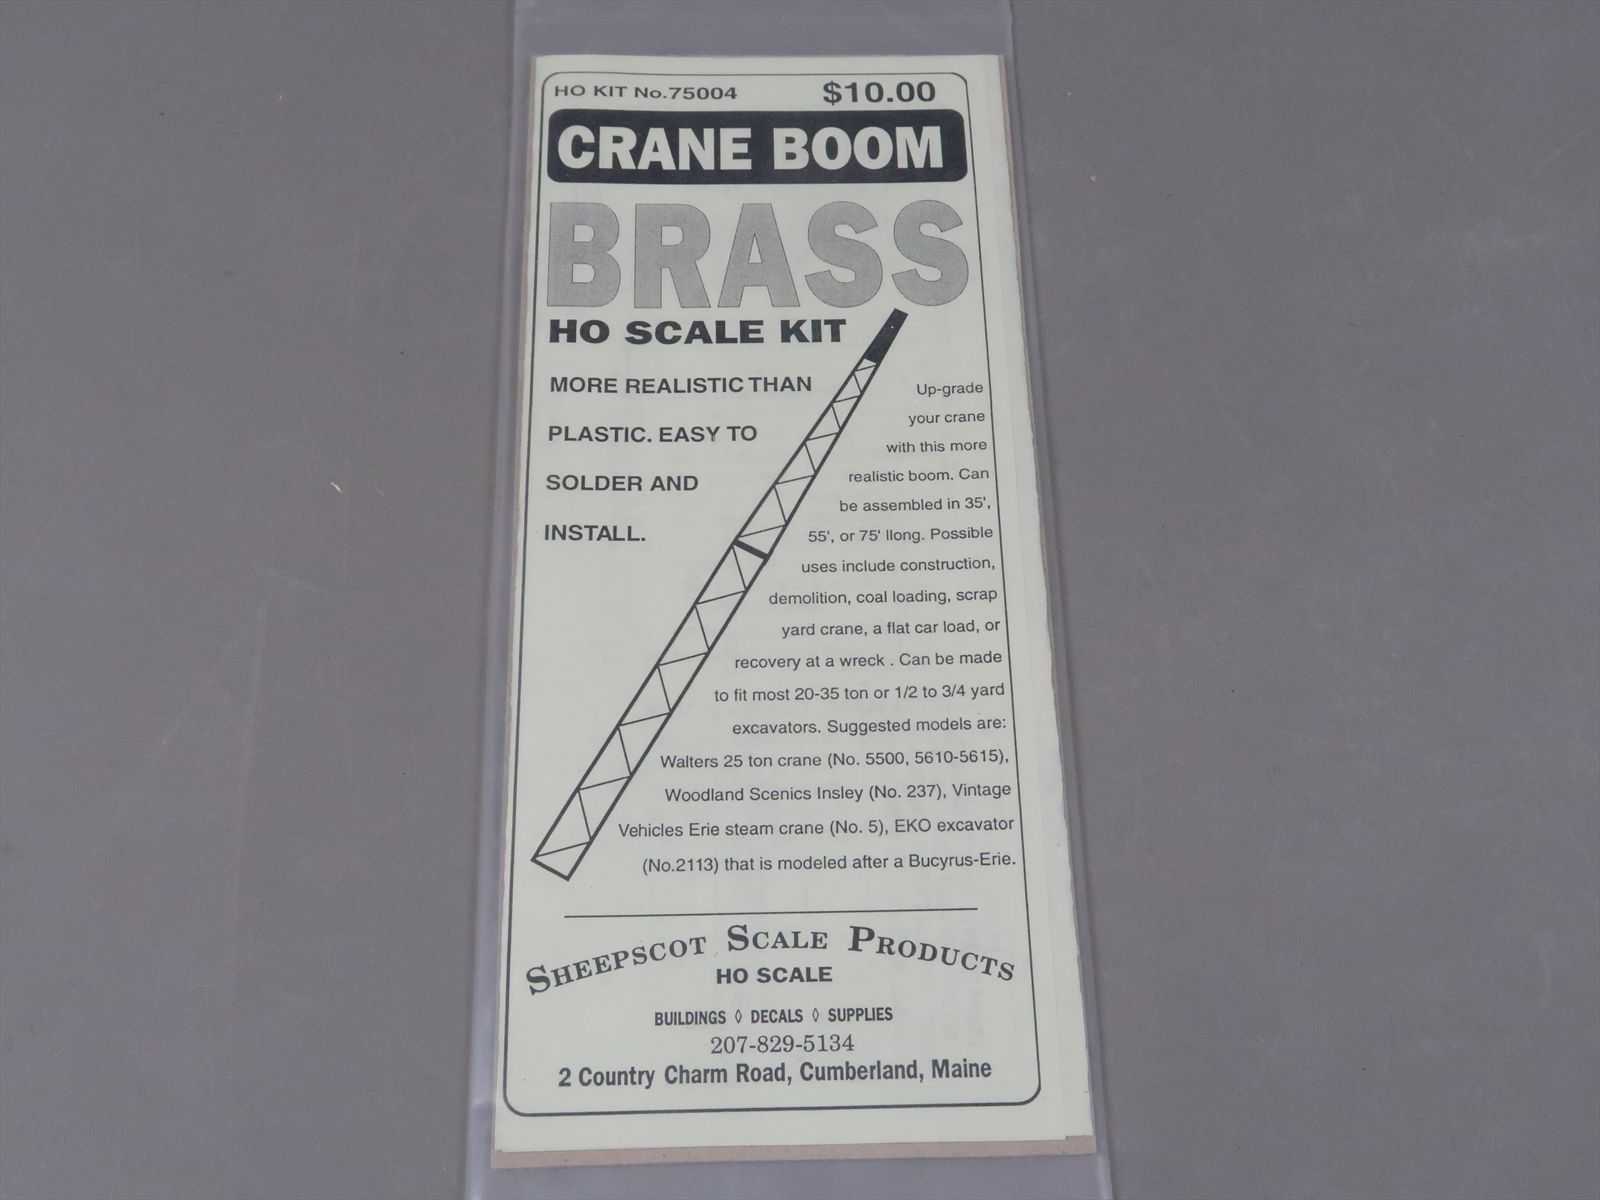 HO KIT No.75004 $10.00
CRANE BOOM
BRASS
HO SCALE KIT
MORE REALISTIC THAN
PLASTIC. EASY TO
SOLDER AND
INSTALL.
Up-grade
your crane
with this more
realistic boom. Can
be assembled in 35',
55', or 75' llong. Possible
uses include construction,
demolition, coal loading, scrap
yard crane, a flat car load, or
recovery at a wreck . Can be made
to fit most 20-35 ton or 1/2 to 3/4 yard
excavators. Suggested models are:
Walters 25 ton crane (No. 5500, 5610-5615),
Woodland Scenics Insley (No. 237), Vintage
Vehicles Erie steam crane (No. 5), EKO excavator
(No.2113) that is modeled after a Bucyrus-Erie.
SHEEPSCOT SCALE PRODUCTS
HO SCALE
BUILDINGS ◊ DECALS ◊ SUPPLIES
207-829-5134
2 Country Charm Road, Cumberland, Maine